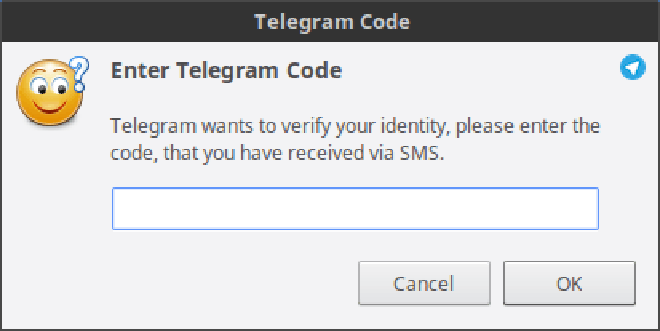 Telegram Code
Enter Telegram Code
Telegram wants to verify your identity, please enter the
code, that you have received via SMS.
Cancel
OK